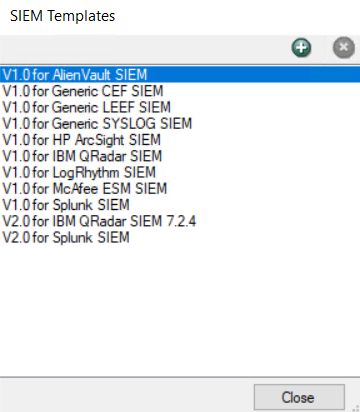 SIEM Templates
V1.0 for AlienVault SIEM
V1.0 for Generic CEF SIEM
V1.0 for Generic LEEF SIEM
V1.0 for Generic SYSLOG SIEM
V1.0 for HP ArcSight SIEM
V1.0 for IBM QRadar SIEM
V1.0 for LogRhythm SIEM
V1.0 for McAfee ESM SIEM
V1.0 for Splunk SIEM
V2.0 for IBM QRadar SIEM 7.2.4
V2.0 for Splunk SIEM
Close